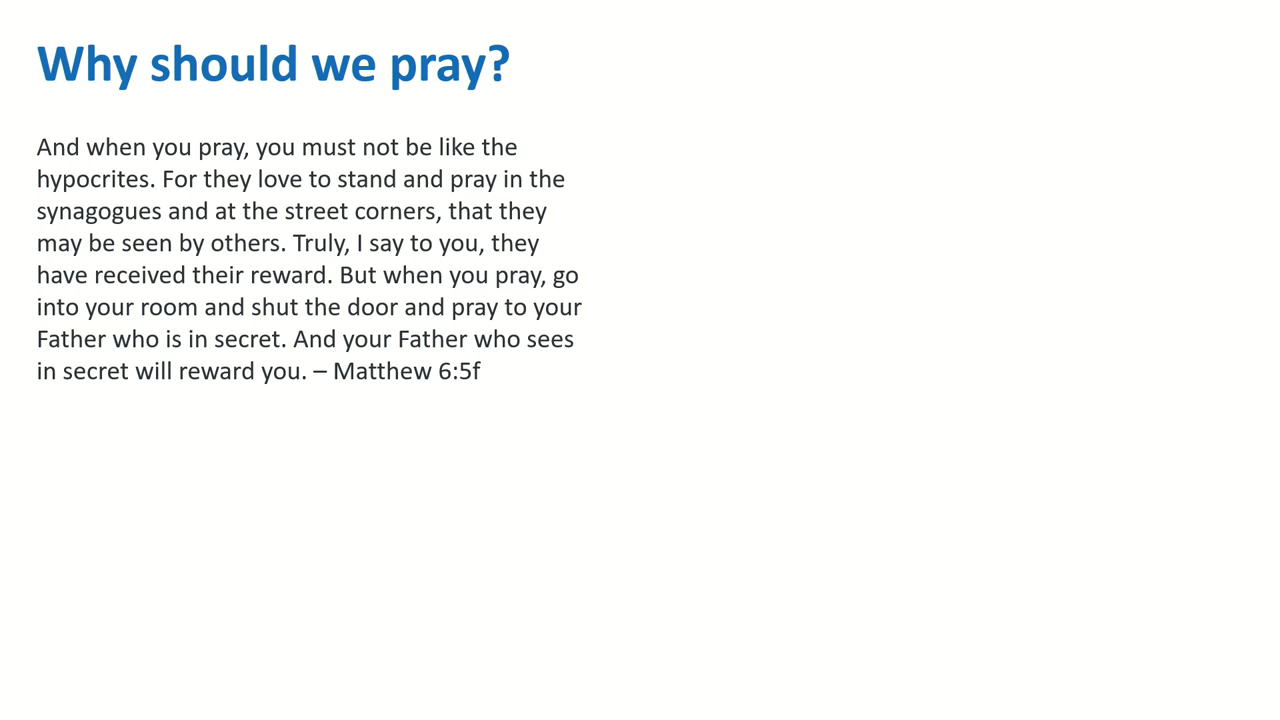 Why should we pray?
And when you pray, you must not be like the
hypocrites. For they love to stand and pray in the
synagogues and at the street corners, that they
may be seen by others. Truly, I say to you, they
have received their reward. But when you pray, go
into your room and shut the door and pray to your
Father who is in secret. And your Father who sees
in secret will reward you. – Matthew 6:5f